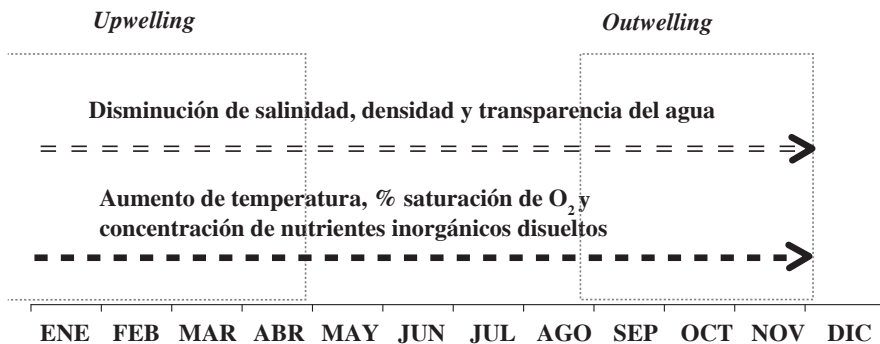 Upwelling Outwelling
Disminución de salinidad, densidad y transparencia del agua
Aumento de temperatura, % saturación de O2 y
concentración de nutrientes inorgánicos disueltos
ENE FEB MAR ABR MAY JUN JUL AGO SEP OCT NOV DIC